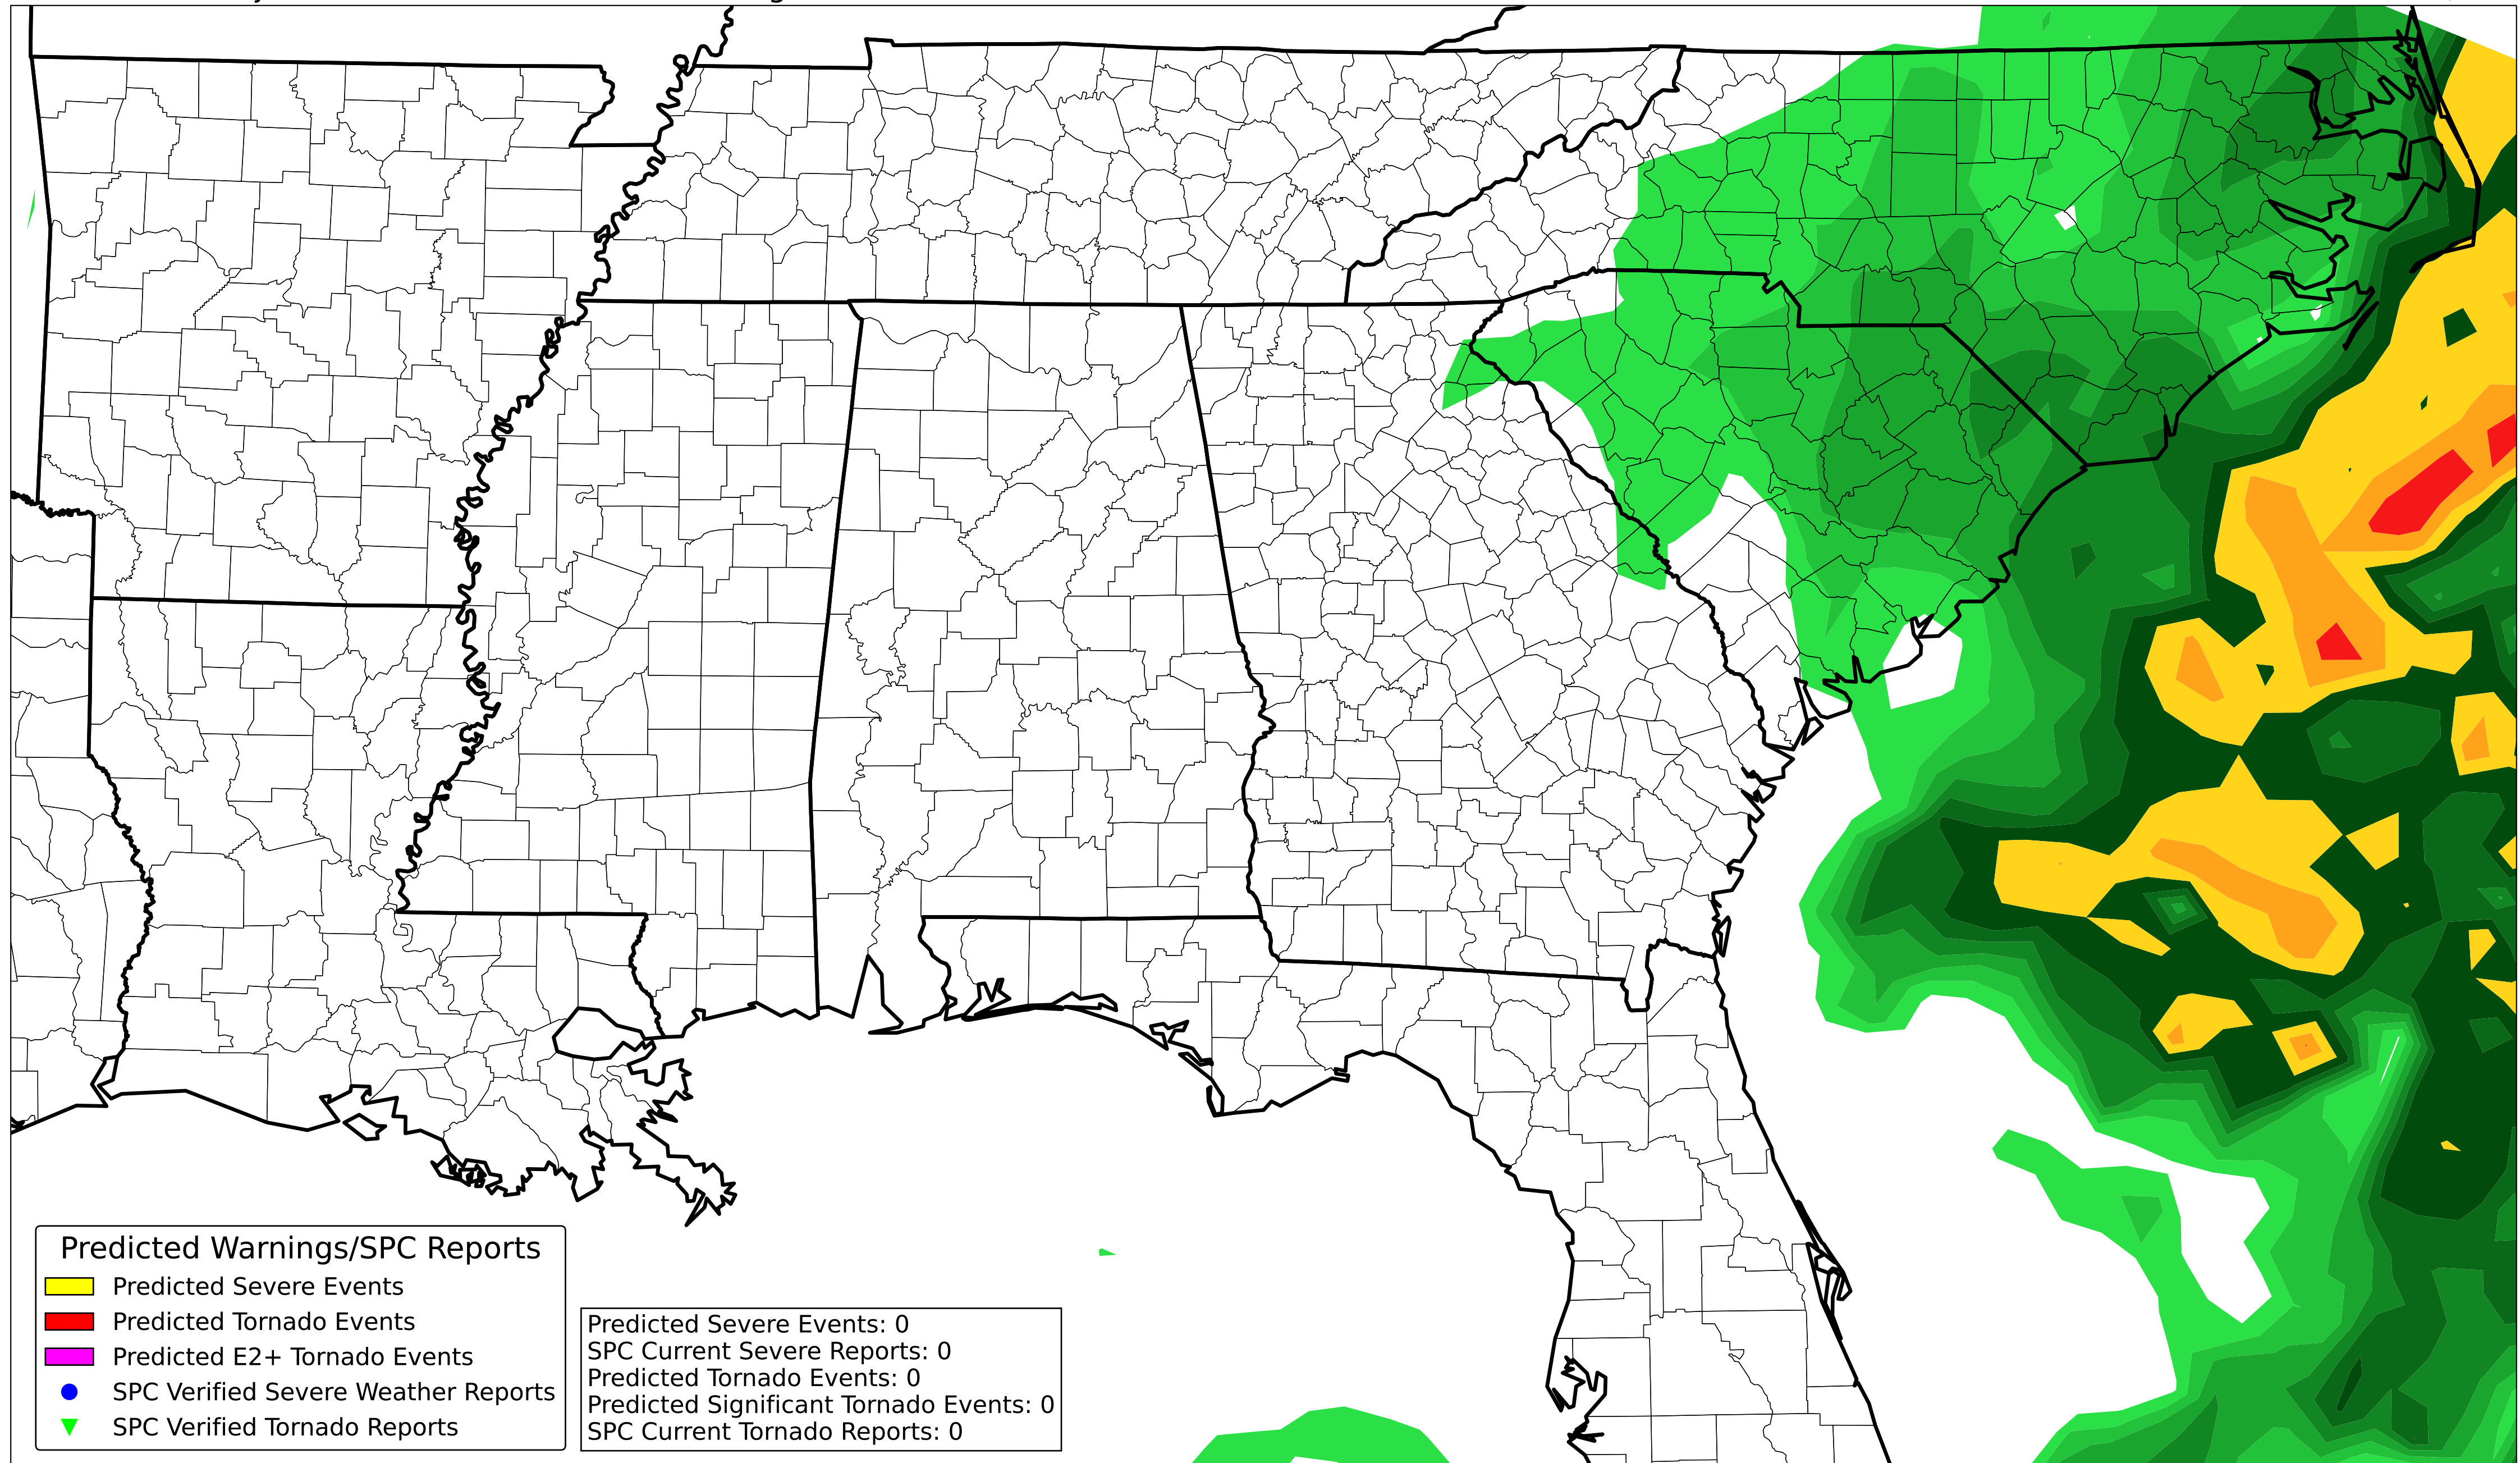 Predicted Warnings/SPC Reports
Predicted Severe Events
Predicted Tornado Events
Predicted E2+ Tornado Events
SPC Verified Severe Weather Reports
SPC Verified Tornado Reports
Predicted Severe Events: 0
SPC Current Severe Reports: 0
Predicted Tornado Events: 0
Predicted Significant Tornado Events: 0
SPC Current Tornado Reports: 0